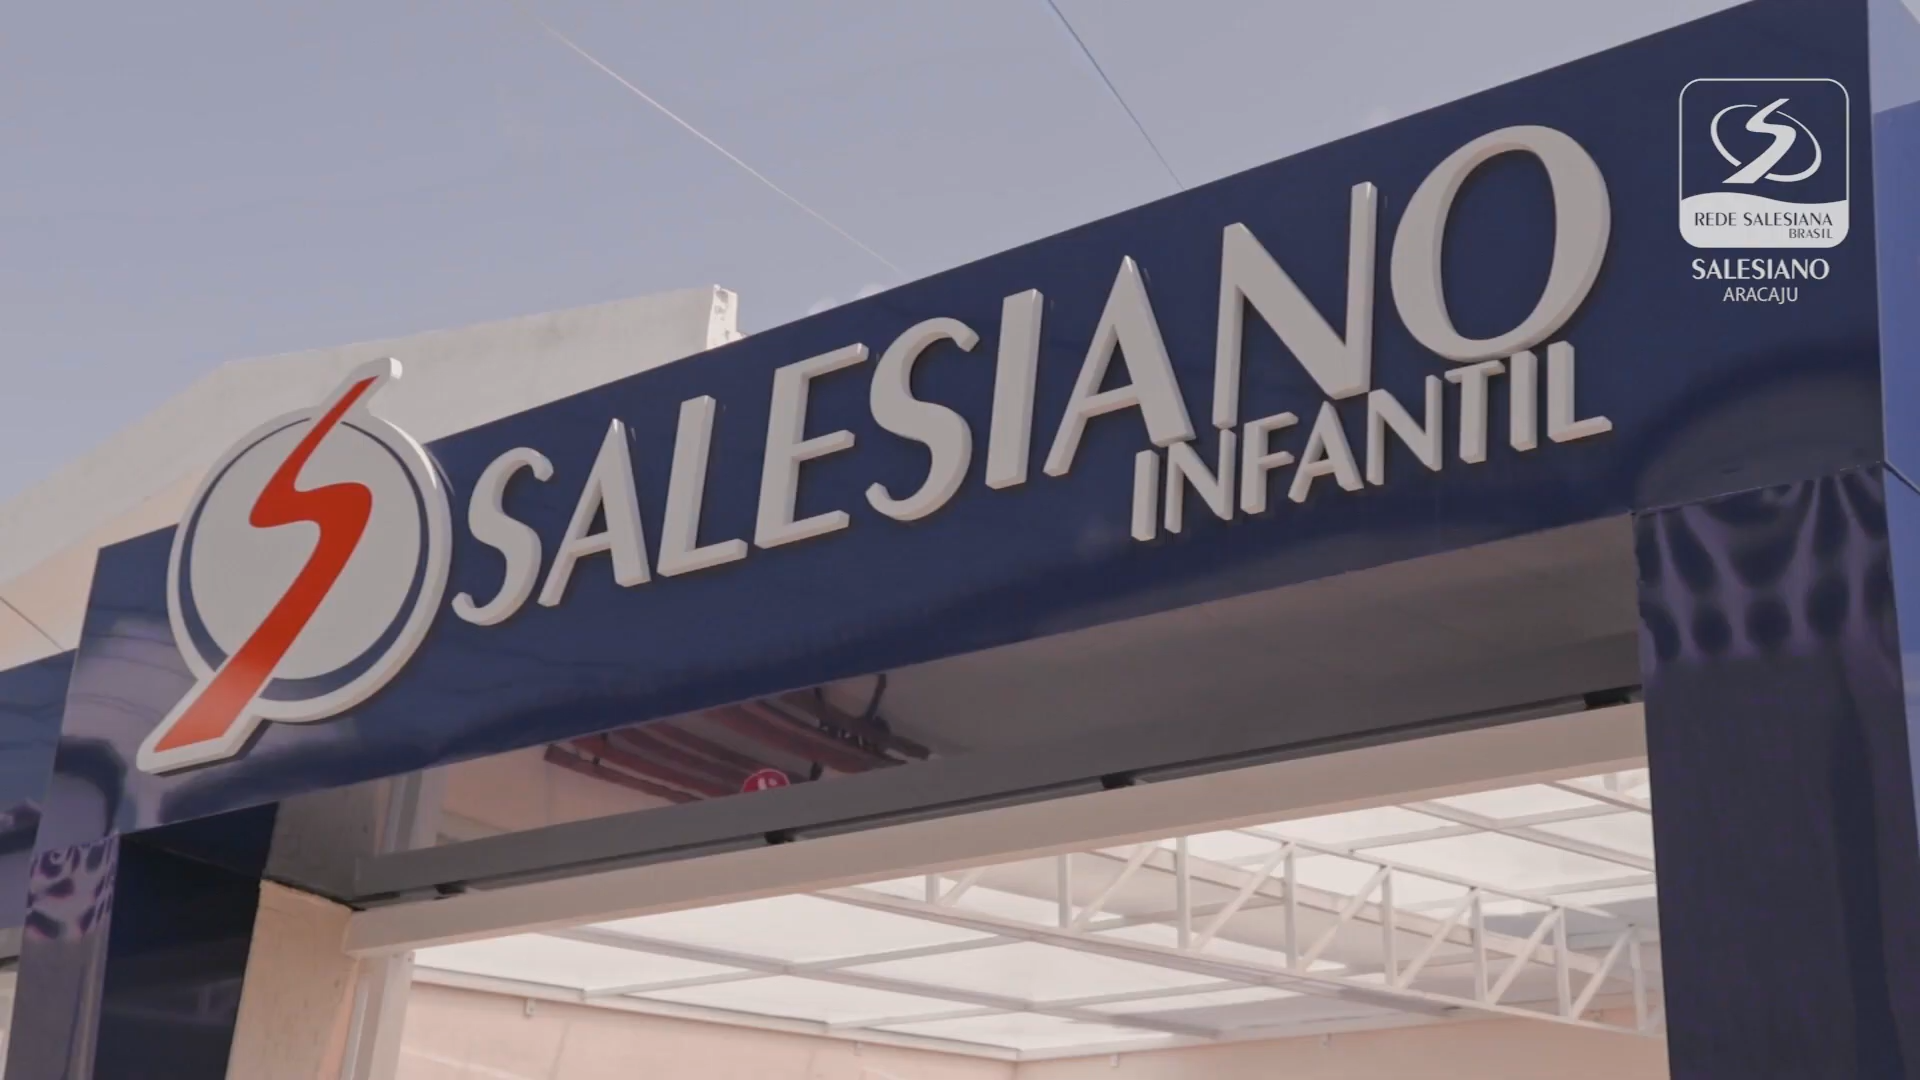 SALESIANO
INFANTIL
REDE SALESIANA
BRASIL
SALESIANO
ARACAJU